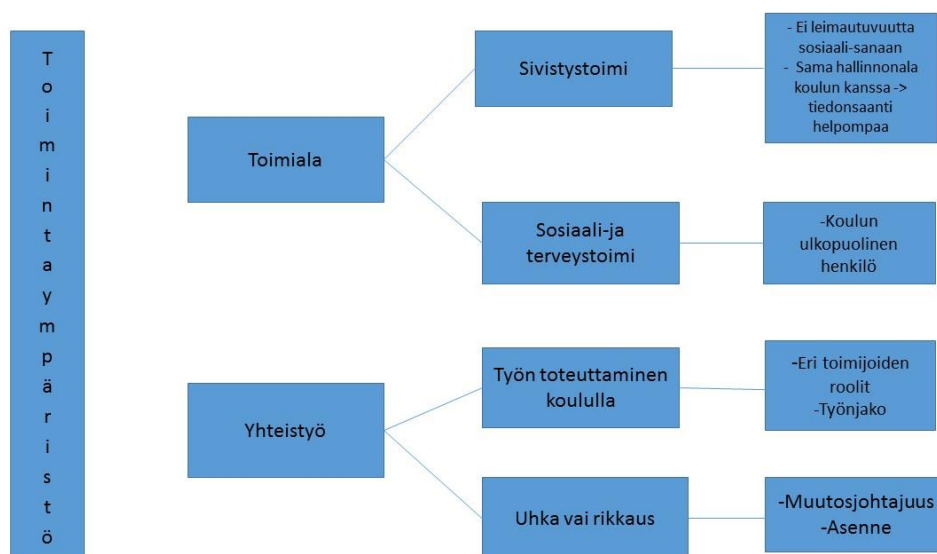 Toimintaympäristö
Toimiala
Sivistystoimi
- Ei leimautuvuutta
sosiaali-sanaan
- Sama hallinnonala
koulun kanssa ->
tiedonsaanti
helpompaa
Sosiaali-ja
terveystoimi
-Koulun
ulkopuolinen
henkilö
Yhteistyö
Työn toteuttaminen
koululla
-Eri toimijoiden
roolit
-Työnjako
Uhka vai rikkaus
-Muutosjohtajuus
-Asenne